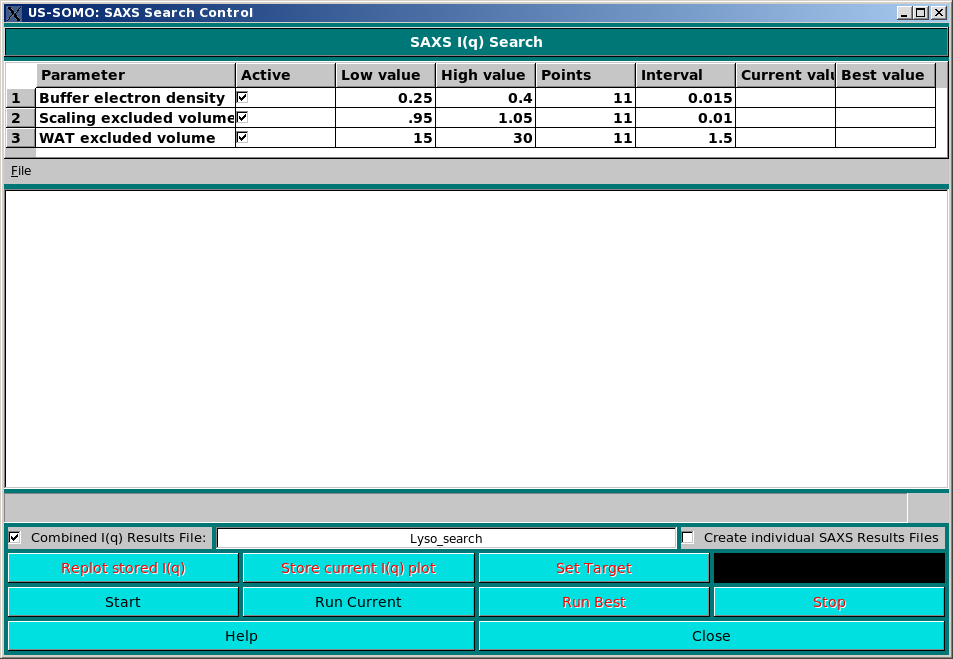 US-SOMO: SAXS Search Control
SAXS I(q) Search
Parameter Active Low value High value Points Interval Current valu Best value
1 Buffer electron density 0.25 0.4 11 0.015
2 Scaling excluded volume .95 1.05 11 0.01
3 WAT excluded volume 15 30 11 1.5
File
Combined I(q) Results File: Lyso_search Create individual SAXS Results Files
Replot stored I(q) Store current I(q) plot Set Target
Start Run Current Run Best Stop
Help Close